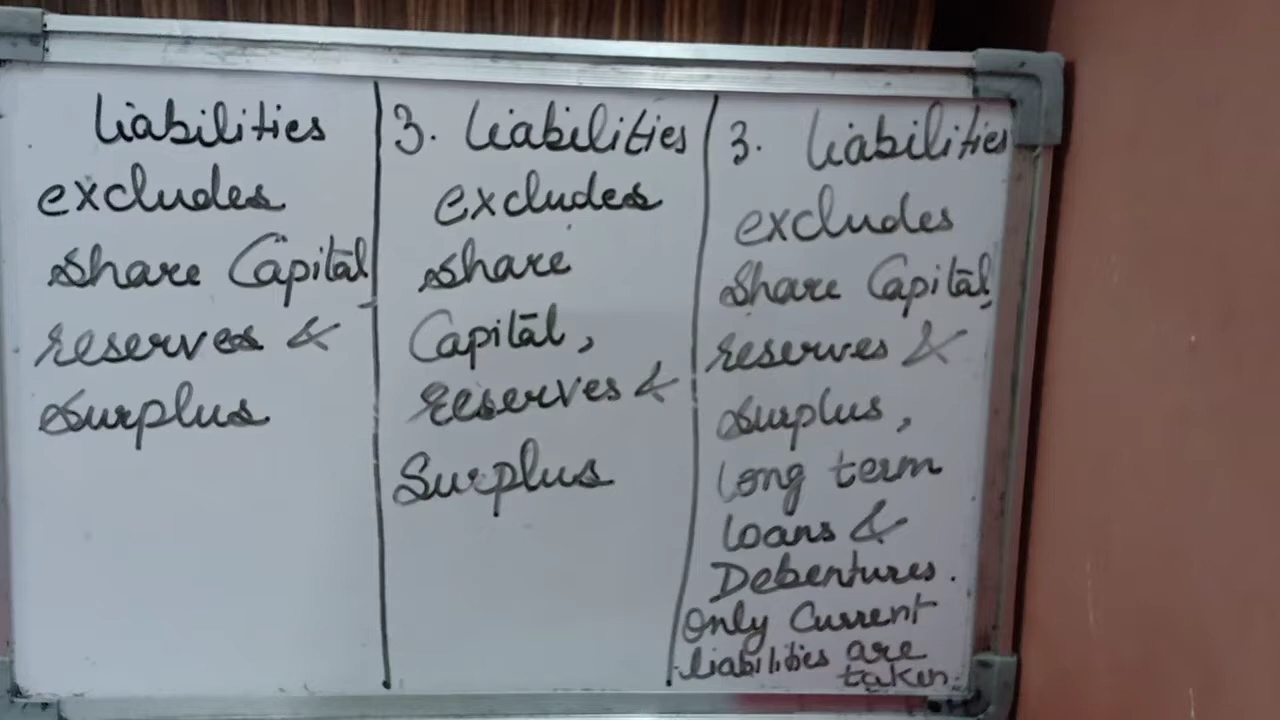 Liabilities
excludes
Share Capital
reserves &
Surplus
3. Liabilities
excludes
share
Capital,
reserves &
Surplus
3. Liabilities
excludes
Share Capital,
reserves &
Surplus,
long term
loans &
Debentures.
Only Current
liabilities are
taken.